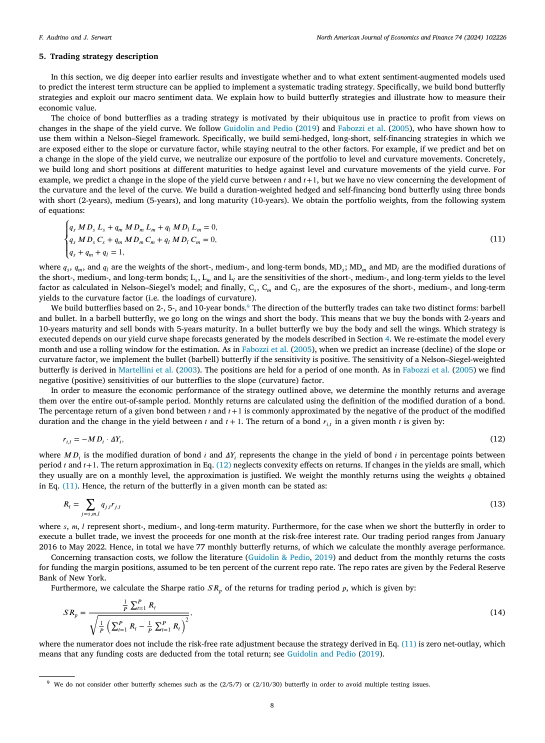 F. Audrino and J. Serwart
North American Journal of Economics and Finance 74 (2024) 102226
5. Trading strategy description
In this section, we dig deeper into earlier results and investigate whether and to what extent sentiment-augmented models used
to predict the interest term structure can be applied to implement a systematic trading strategy. Specifically, we build bond butterfly
strategies and exploit our macro sentiment data. We explain how to build butterfly strategies and illustrate how to measure their
economic value.
The choice of bond butterflies as a trading strategy is motivated by their ubiquitous use in practice to profit from views on
changes in the shape of the yield curve. We follow Guidolin and Pedio (2019) and Fabozzi et al. (2005), who have shown how to
use them within a Nelson–Siegel framework. Specifically, we build semi-hedged, long-short, self-financing strategies in which we
are exposed either to the slope or curvature factor, while staying neutral to the other factors. For example, if we predict and bet on
a change in the slope of the yield curve, we neutralize our exposure of the portfolio to level and curvature movements. Concretely,
we build long and short positions at different maturities to hedge against curvature and level movements of the yield curve. For
example, we predict a change in the slope of the yield curve between t and t+1, but we have no view concerning the development of
the curvature and the level of the curve. We build a duration-weighted hedged and self-financing bond butterfly using three bonds
with short (2-years), medium (5-years), and long maturity (10-years). We obtain the portfolio weights, from the following system
of equations:
q_s MD_s L_s + q_m MD_m L_m + q_l MD_l L_m = 0,
q_s MD_s C_s + q_m MD_m C_m + q_l MD_l C_m = 0, (11)
q_s + q_m + q_l = 1,
where q_s, q_m, and q_l are the weights of the short-, medium-, and long-term bonds, MD_s; MD_m and MD_l are the modified durations of
the short-, medium-, and long-term bonds; L_s, L_m and L_l are the sensitivities of the short-, medium-, and long-term yields to the level
factor as calculated in Nelson–Siegel's model; and finally, C_s, C_m and C_l, are the exposures of the short-, medium-, and long-term
yields to the curvature factor (i.e. the loadings of curvature).
We build butterflies based on 2-, 5-, and 10-year bonds.9 The direction of the butterfly trades can take two distinct forms: barbell
and bullet. In a barbell butterfly, we go long on the wings and short the body. This means that we buy the bonds with 2-years and
10-years maturity and sell bonds with 5-years maturity. In a bullet butterfly we buy the body and sell the wings. Which strategy is
executed depends on our yield curve shape forecasts generated by the models described in Section 4. We re-estimate the model every
month and use a rolling window for the estimation. As in Fabozzi et al. (2005), when we predict an increase (decline) of the slope or
curvature factor, we implement the bullet (barbell) butterfly if the sensitivity is positive. The sensitivity of a Nelson–Siegel-weighted
butterfly is derived in Martellini et al. (2003). The positions are held for a period of one month. As in Fabozzi et al. (2005) we find
negative (positive) sensitivities of our butterflies to the slope (curvature) factor.
In order to measure the economic performance of the strategy outlined above, we determine the monthly returns and average
them over the entire out-of-sample period. Monthly returns are calculated using the definition of the modified duration of a bond.
The percentage return of a given bond between t and t+1 is commonly approximated by the negative of the product of the modified
duration and the change in the yield between t and t + 1. The return of a bond r_{i,t} in a given month t is given by:
r_{i,t} = −MD_i · ΔY_i, (12)
where MD_i is the modified duration of bond i and ΔY_i represents the change in the yield of bond i in percentage points between
period t and t+1. The return approximation in Eq. (12) neglects convexity effects on returns. If changes in the yields are small, which
they usually are on a monthly level, the approximation is justified. We weight the monthly returns using the weights q obtained
in Eq. (11). Hence, the return of the butterfly in a given month can be stated as:
R_t = ∑_{j=s,m,l} q_{j,t} r_{j,t} (13)
where s, m, l represent short-, medium-, and long-term maturity. Furthermore, for the case when we short the butterfly in order to
execute a bullet trade, we invest the proceeds for one month at the risk-free interest rate. Our trading period ranges from January
2016 to May 2022. Hence, in total we have 77 monthly butterfly returns, of which we calculate the monthly average performance.
Concerning transaction costs, we follow the literature (Guidolin & Pedio, 2019) and deduct from the monthly returns the costs
for funding the margin positions, assumed to be ten percent of the current repo rate. The repo rates are given by the Federal Reserve
Bank of New York.
Furthermore, we calculate the Sharpe ratio SR_p of the returns for trading period p, which is given by:
SR_p = \frac{\frac{1}{P} ∑_{t=1}^{P} R_t}{\sqrt{\frac{1}{P} (∑_{t=1}^{P} R_t − \frac{1}{P} ∑_{t=1}^{P} R_t)^2}}, (14)
where the numerator does not include the risk-free rate adjustment because the strategy derived in Eq. (11) is zero net-outlay, which
means that any funding costs are deducted from the total return; see Guidolin and Pedio (2019).
9 We do not consider other butterfly schemes such as the (2/5/7) or (2/10/30) butterfly in order to avoid multiple testing issues.
8